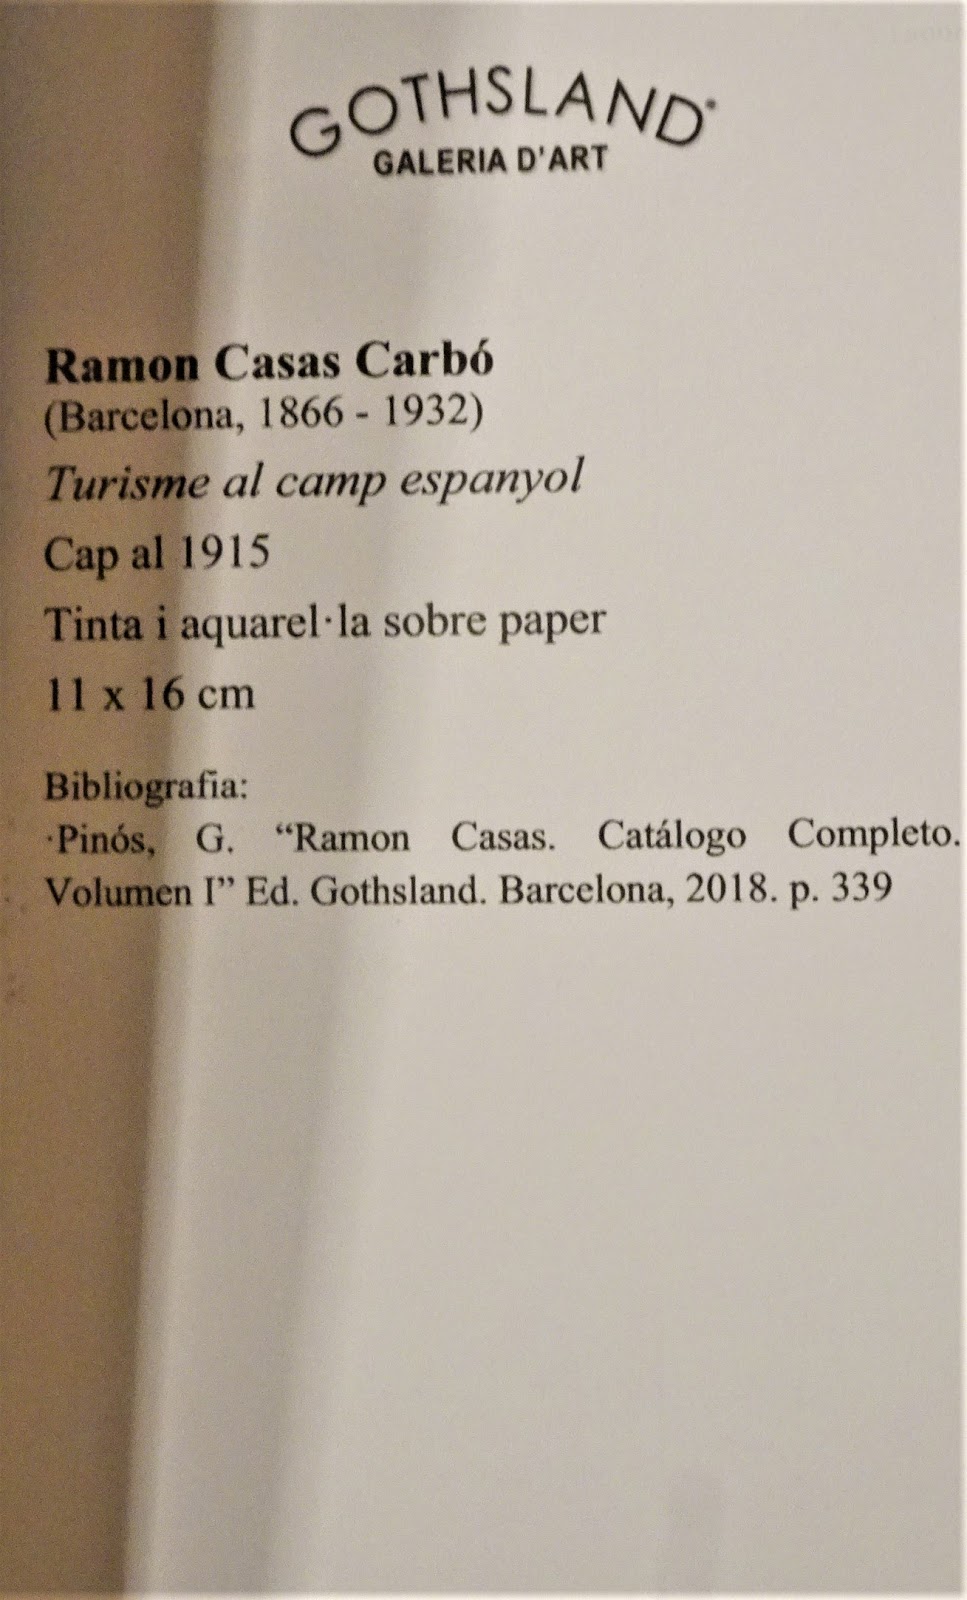 GOTHSLAND
GALERIA D'ART
Ramon Casas Carbó
(Barcelona, 1866 - 1932)
Turisme al camp espanyol
Cap al 1915
Tinta i aquarel·la sobre paper
11 x 16 cm
Bibliografia:
·Pinós, G. “Ramon Casas. Catálogo Completo.
Volumen I” Ed. Gothsland. Barcelona, 2018. p. 339